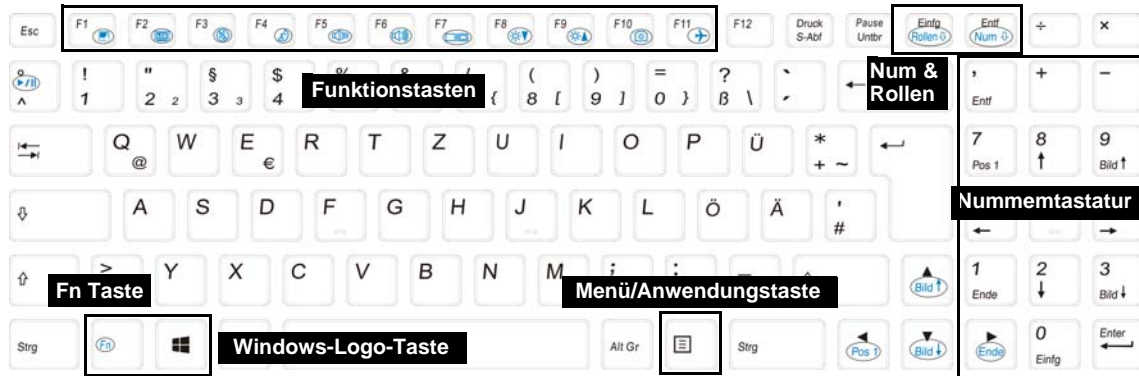 Esc F1 F2 F3 F4 F5 F6 F7 F8 F9 F10 F11 F12 Druck S-Abf Pause Untbr Einfg Rollen Entf Num ÷ ×
Funktionstasten
Num &
Rollen
° ^ ! 1 " 2 ² § 3 ³ $ 4 { ( 8 [ ) 9 ] = 0 } ? ß \ ` ´ ← , Entf + −
Q @ W E € R T Z U I O P Ü * + ~ 7 Pos 1 8 ↑ 9 Bild ↑
A S D F G H J K L Ö Ä ' # ← →
Nummemtastatur
> Y X C V B N M ; : _ Bild ↑ 1 Ende 2 ↓ 3 Bild ↓
Fn Taste
Menü/Anwendungstaste
Strg Fn Alt Gr Strg Pos 1 Bild ↓ Ende 0 Einfg Enter
Windows-Logo-Taste